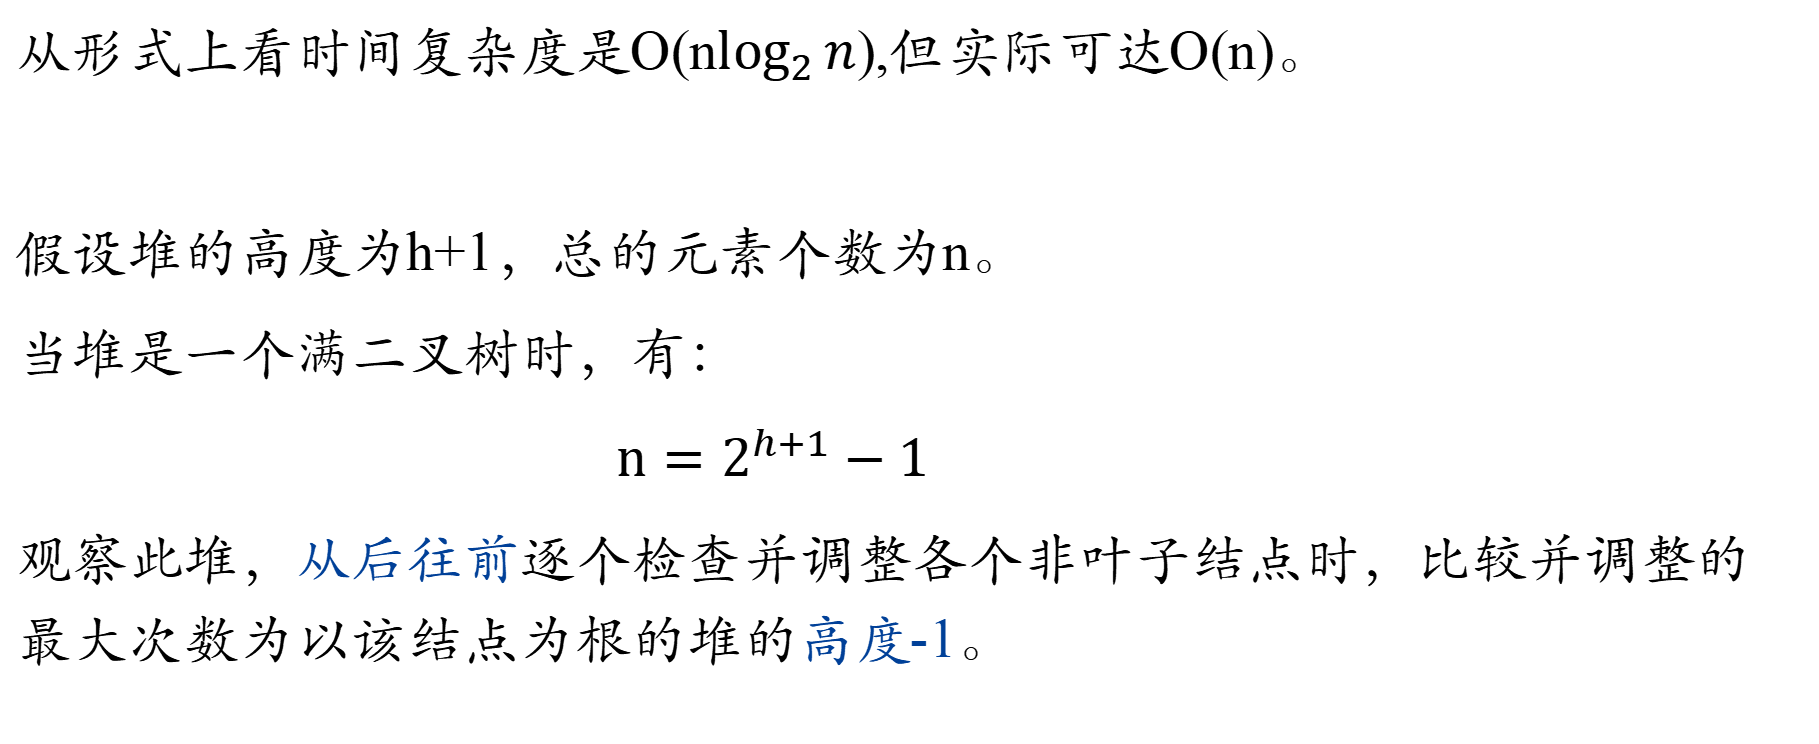 从形式上看时间复杂度是O(nlog₂ n),但实际可达O(n)。
假设堆的高度为h+1，总的元素个数为n。
当堆是一个满二叉树时，有：
n = 2^{h+1} − 1
观察此堆，从后往前逐个检查并调整各个非叶子结点时，比较并调整的
最大次数为以该结点为根的堆的高度-1。